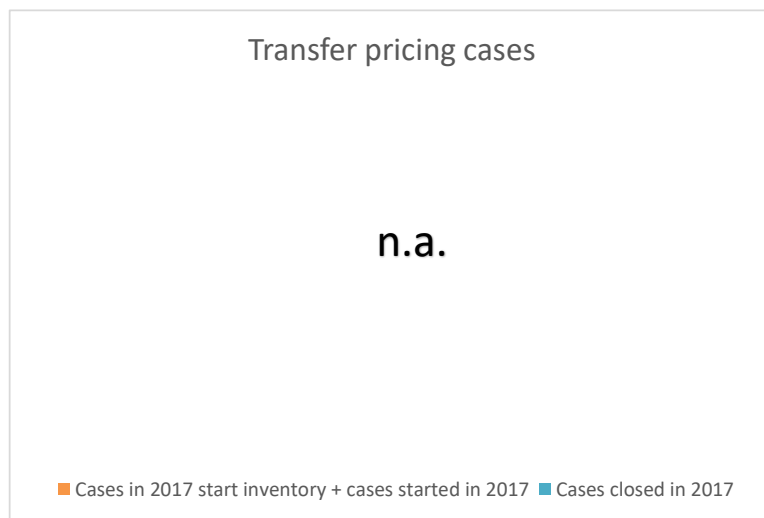 Transfer pricing cases
n.a.
Cases in 2017 start inventory + cases started in 2017 Cases closed in 2017